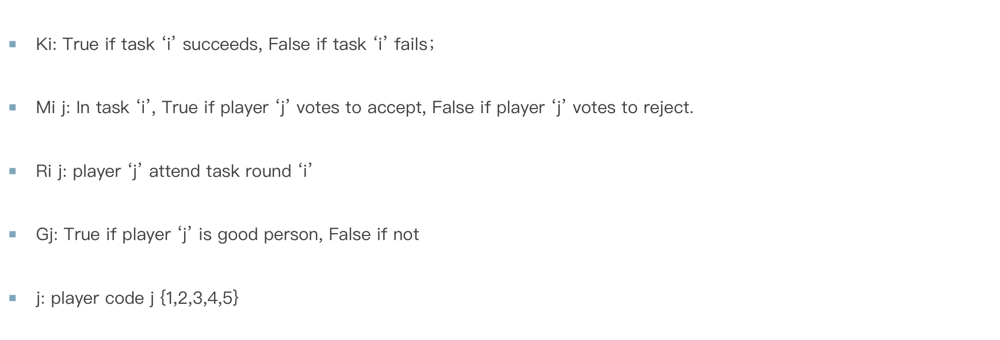 ▪ Ki: True if task ‘i’ succeeds, False if task ‘i’ fails；
▪ Mi j: In task ‘i’, True if player ‘j’ votes to accept, False if player ‘j’ votes to reject.
▪ Ri j: player ‘j’ attend task round ‘i’
▪ Gj: True if player ‘j’ is good person, False if not
▪ j: player code j {1,2,3,4,5}